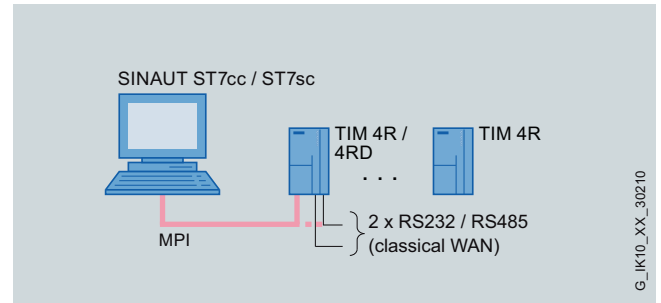 SINAUT ST7cc / ST7sc
TIM 4R /
4RD
. . .
TIM 4R
MPI
2 x RS232 / RS485
(classical WAN)
G_IK10_XX_30210